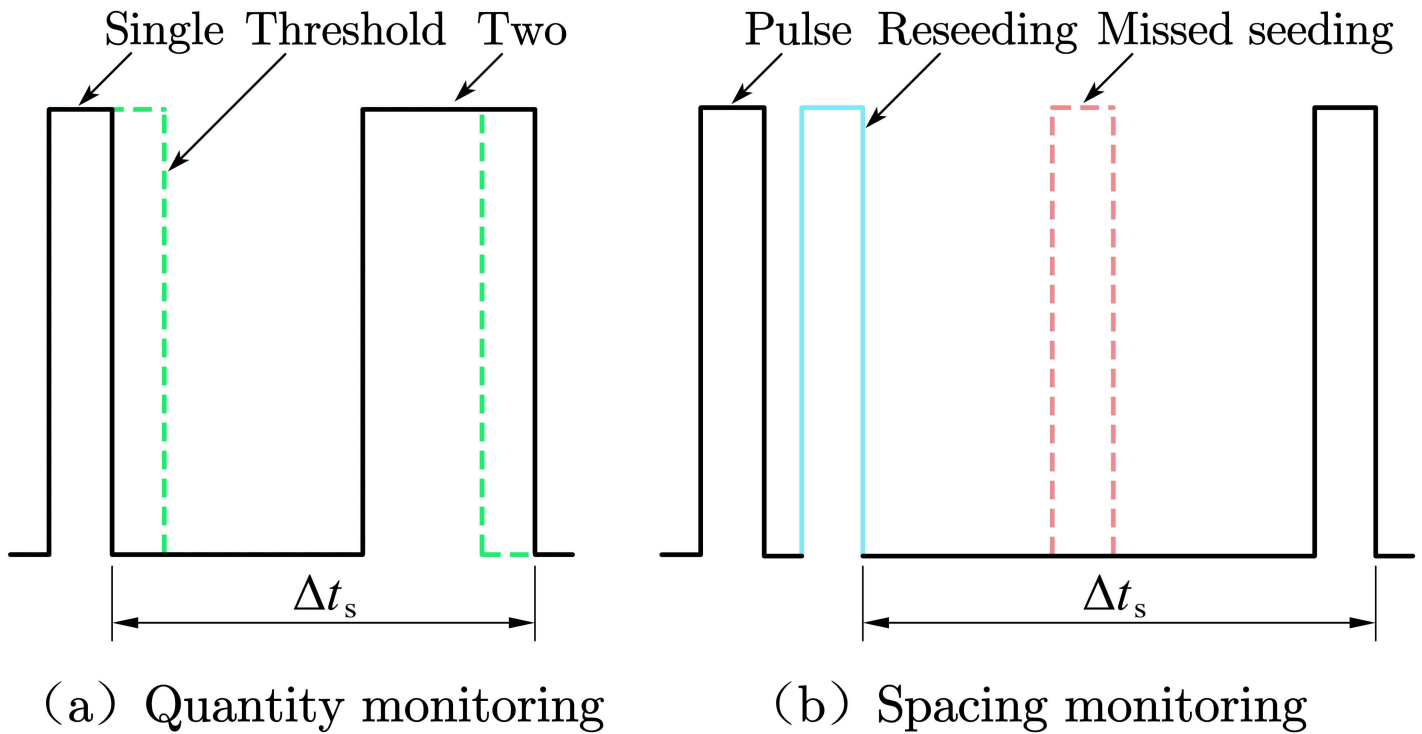 Single Threshold Two
Pulse Reseeding Missed seeding
Δts
Δts
（a）Quantity monitoring
（b）Spacing monitoring